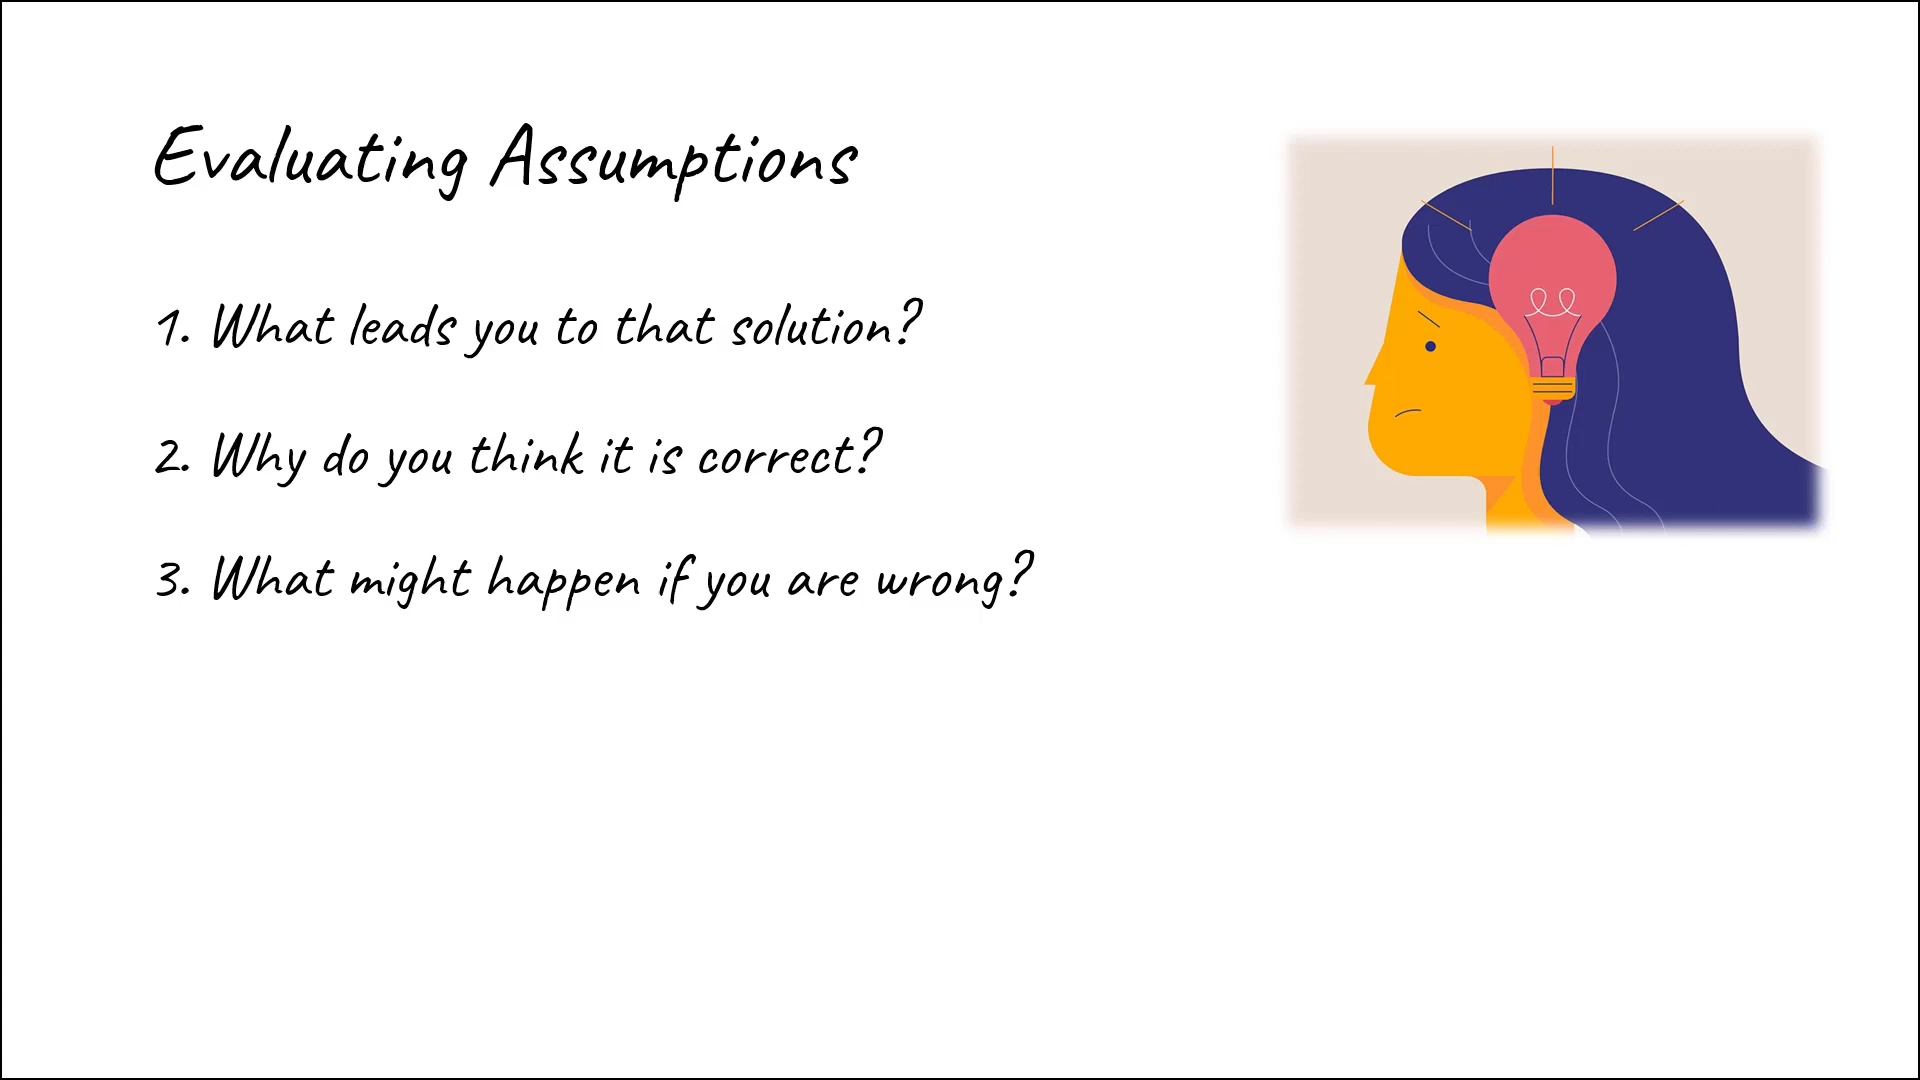 Evaluating Assumptions
1. What leads you to that solution?
2. Why do you think it is correct?
3. What might happen if you are wrong?